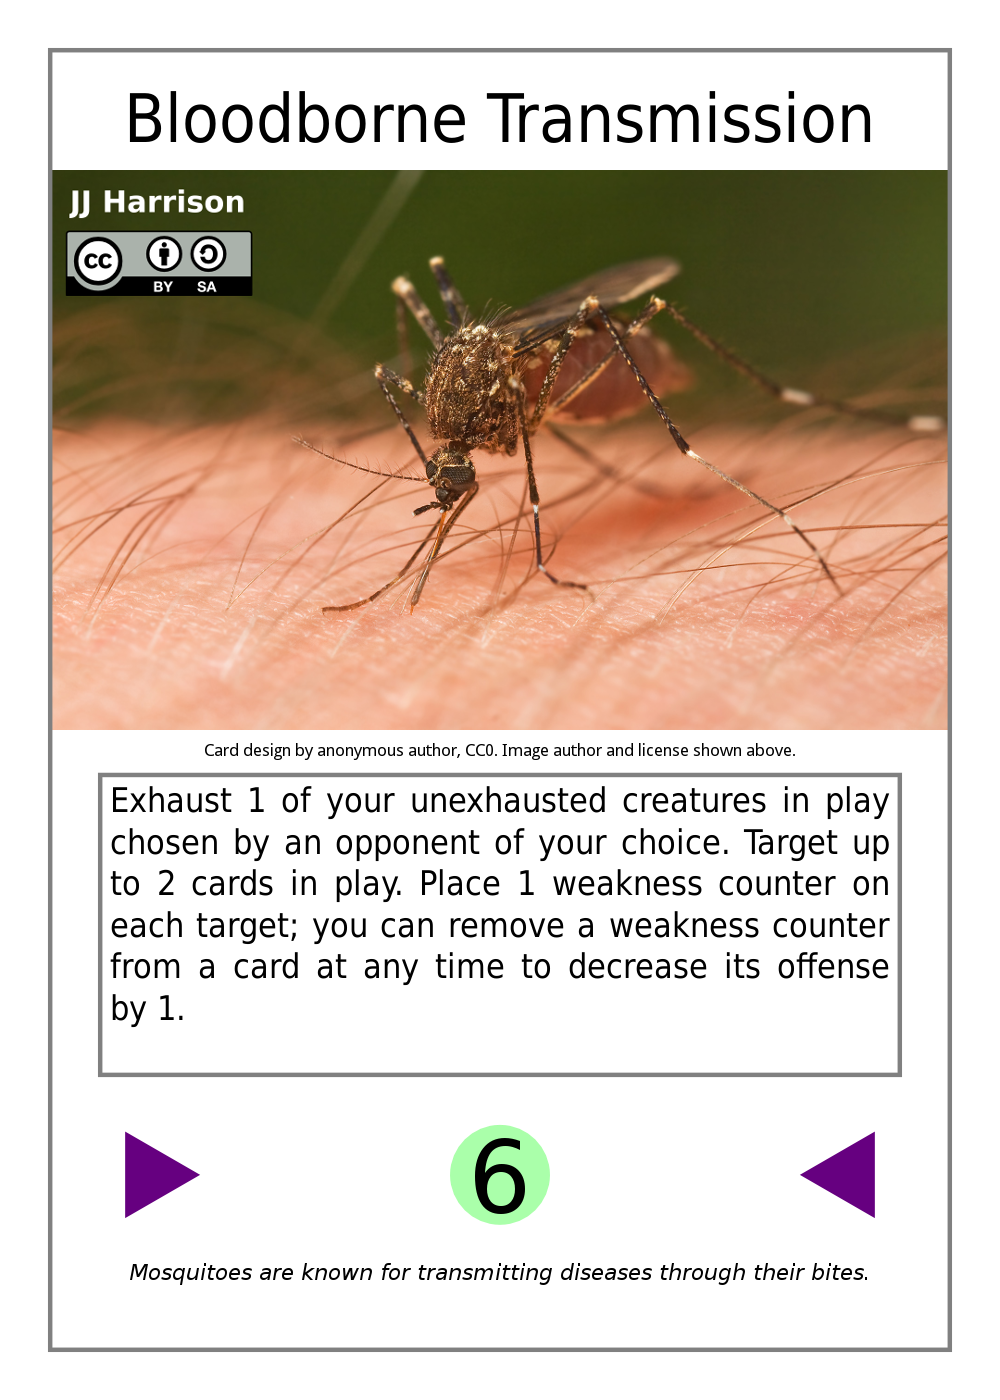 Bloodborne Transmission
JJ Harrison
cc
BY SA
Card design by anonymous author, CC0. Image author and license shown above.
Exhaust 1 of your unexhausted creatures in play
chosen by an opponent of your choice. Target up
to 2 cards in play. Place 1 weakness counter on
each target; you can remove a weakness counter
from a card at any time to decrease its offense
by 1.
6
Mosquitoes are known for transmitting diseases through their bites.